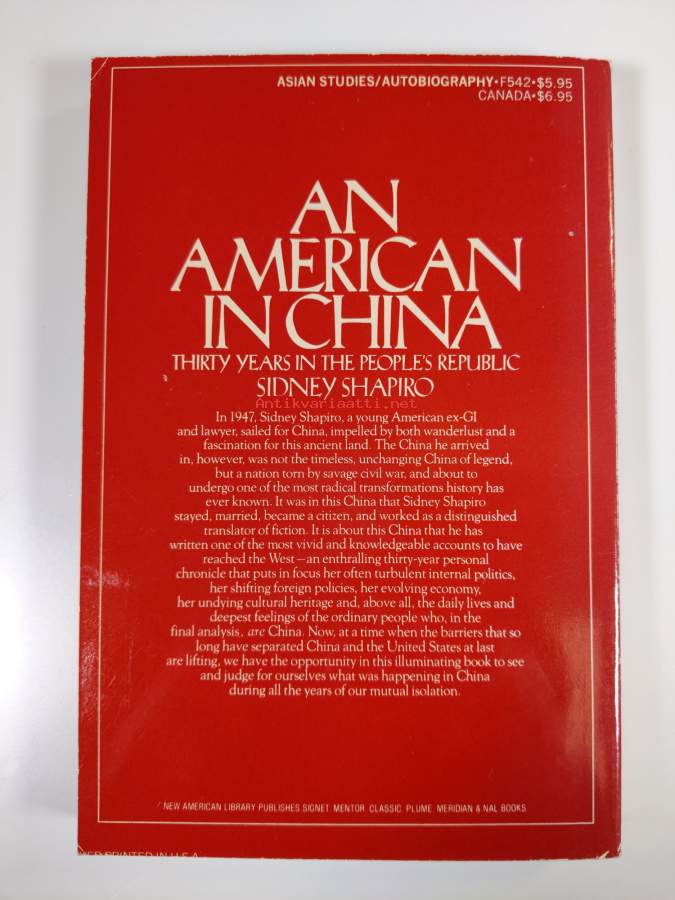 ASIAN STUDIES/AUTOBIOGRAPHY•F542•$5.95
CANADA•$6.95
AN
AMERICAN
IN CHINA
THIRTY YEARS IN THE PEOPLE'S REPUBLIC
SIDNEY SHAPIRO
Antikvariaatti.net
In 1947, Sidney Shapiro, a young American ex-GI
and lawyer, sailed for China, impelled by both wanderlust and a
fascination for this ancient land. The China he arrived
in, however, was not the timeless, unchanging China of legend,
but a nation torn by savage civil war, and about to
undergo one of the most radical transformations history has
ever known. It was in this China that Sidney Shapiro
stayed, married, became a citizen, and worked as a distinguished
translator of fiction. It is about this China that he has
written one of the most vivid and knowledgeable accounts to have
reached the West—an enthralling thirty-year personal
chronicle that puts in focus her often turbulent internal politics,
her shifting foreign policies, her evolving economy,
her undying cultural heritage and, above all, the daily lives and
deepest feelings of the ordinary people who, in the
final analysis, are China. Now, at a time when the barriers that so
long have separated China and the United States at last
are lifting, we have the opportunity in this illuminating book to see
and judge for ourselves what was happening in China
during all the years of our mutual isolation.
NEW AMERICAN LIBRARY PUBLISHES SIGNET, MENTOR, CLASSIC, PLUME, MERIDIAN & NAL BOOKS
PRINTED IN U.S.A.